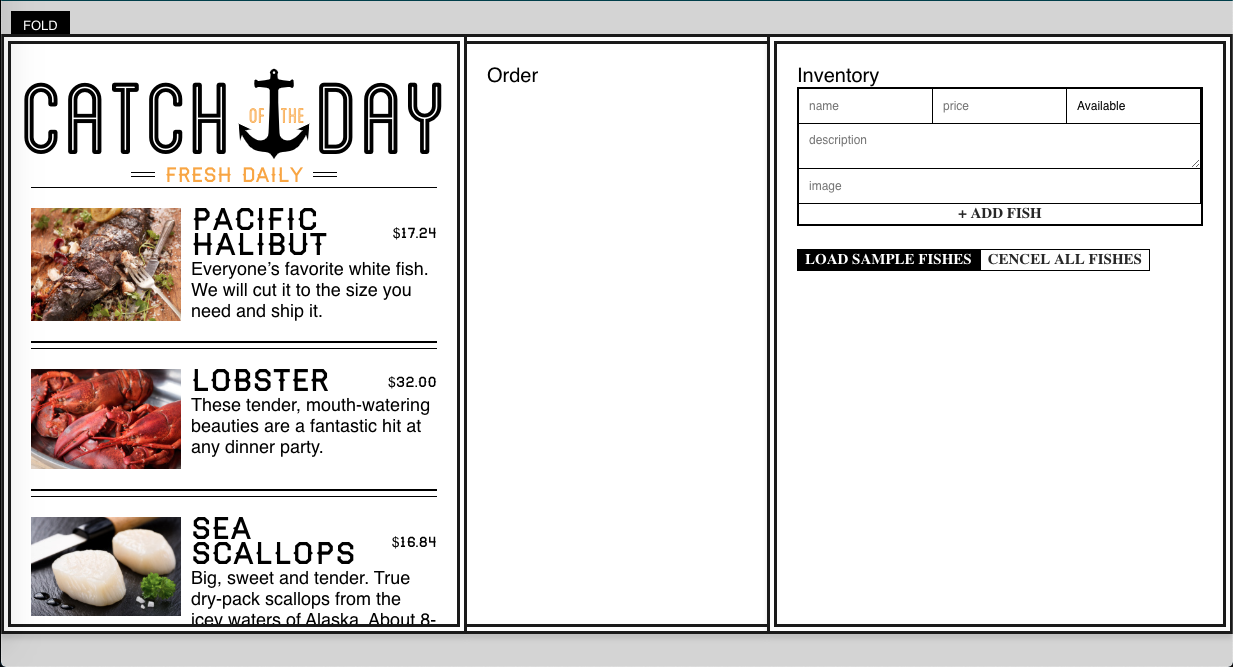 FOLD
CATCH OF THE DAY
FRESH DAILY
PACIFIC
HALIBUT
$17.24
Everyone’s favorite white fish.
We will cut it to the size you
need and ship it.
LOBSTER
$32.00
These tender, mouth-watering
beauties are a fantastic hit at
any dinner party.
SEA
SCALLOPS
$16.84
Big, sweet and tender. True
dry-pack scallops from the
icey waters of Alaska. About 8-
Order
Inventory
name price Available
description
image
+ ADD FISH
LOAD SAMPLE FISHES CENCEL ALL FISHES